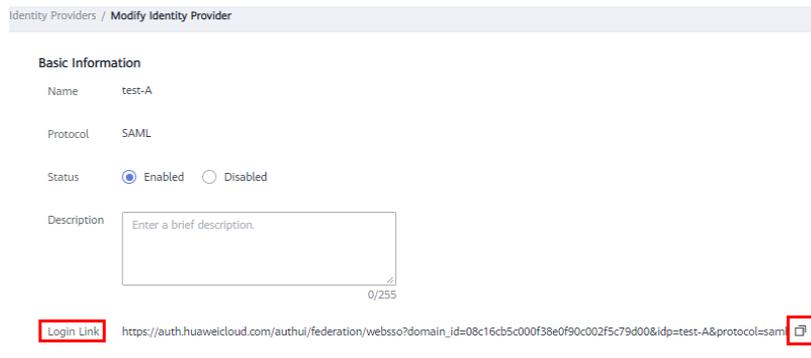 Identity Providers / Modify Identity Provider
Basic Information
Name test-A
Protocol SAML
Status Enabled Disabled
Description Enter a brief description.
0/255
Login Link https://auth.huaweicloud.com/authui/federation/websso?domain_id=08c16cb5c000f38e0f90c002f5c79d00&idp=test-A&protocol=saml